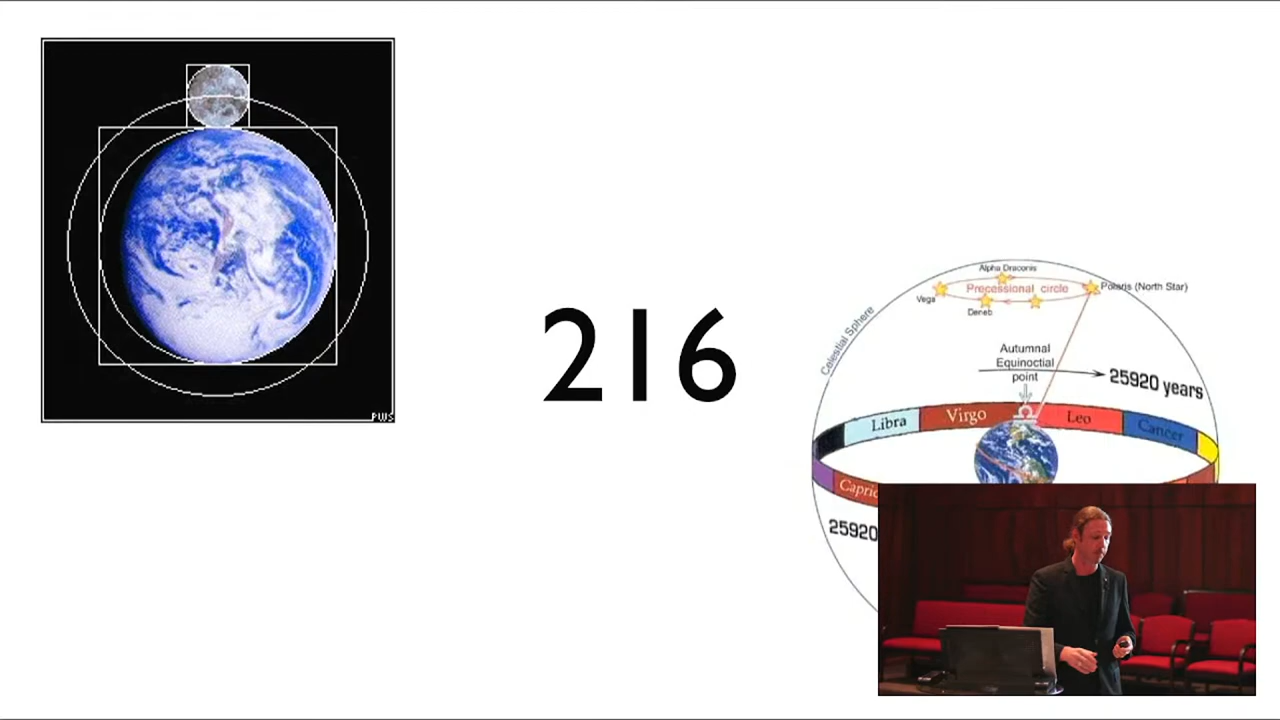 PWS
216
Alpha Draconis
Precessional circle
Polaris (North Star)
Vega
Deneb
Celestial Sphere
Autumnal
Equinoctial
point
25920 years
Libra
Virgo
Leo
Cancer
25920